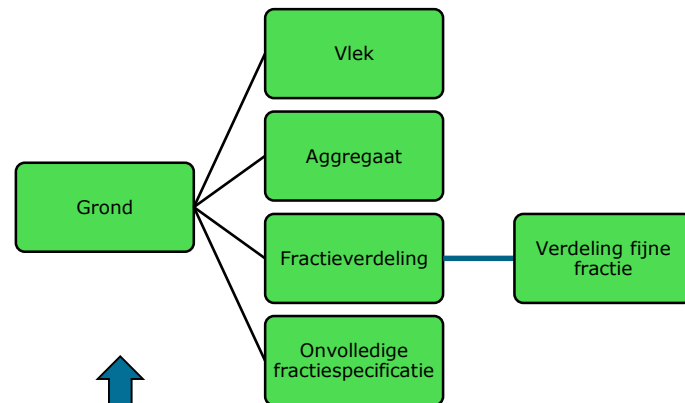 Vlek
Aggregaat
Grond
Fractieverdeling
Verdeling fijne
fractie
Onvolledige
fractiespecificatie